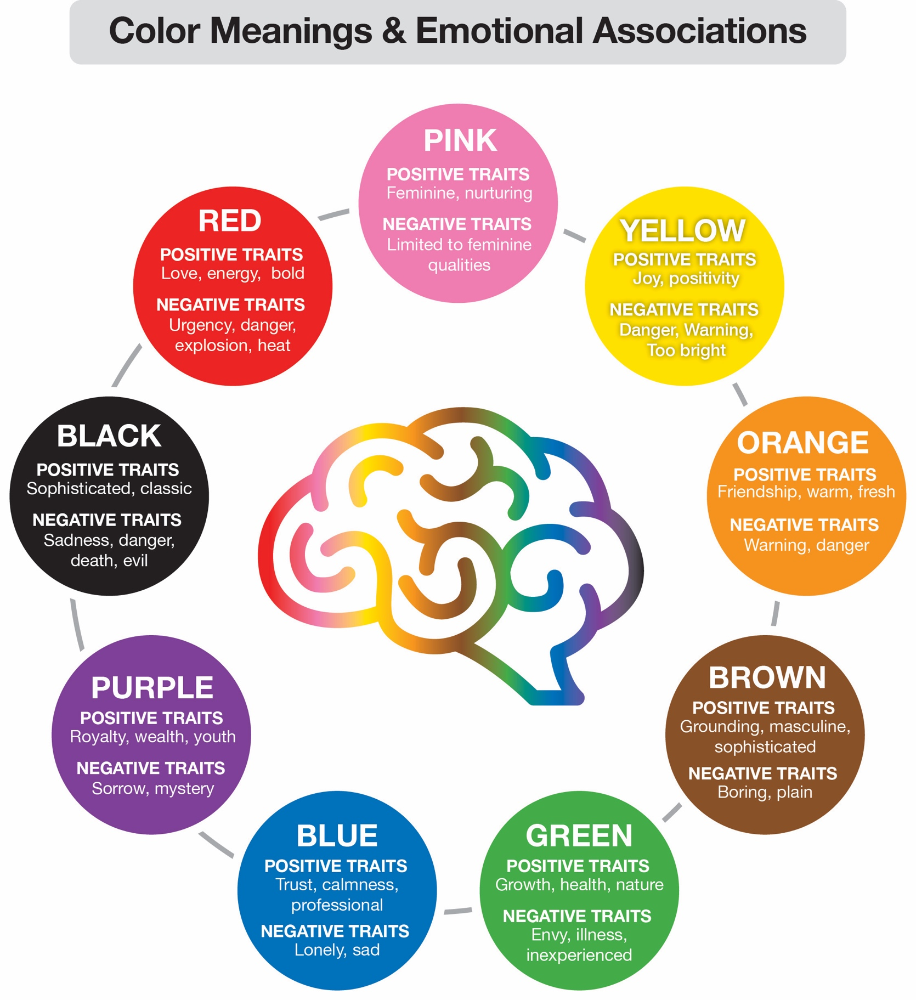 Color Meanings & Emotional Associations
PINK
POSITIVE TRAITS
Feminine, nurturing
NEGATIVE TRAITS
Limited to feminine
qualities
YELLOW
POSITIVE TRAITS
Joy, positivity
NEGATIVE TRAITS
Danger, Warning,
Too bright
ORANGE
POSITIVE TRAITS
Friendship, warm, fresh
NEGATIVE TRAITS
Warning, danger
BROWN
POSITIVE TRAITS
Grounding, masculine,
sophisticated
NEGATIVE TRAITS
Boring, plain
GREEN
POSITIVE TRAITS
Growth, health, nature
NEGATIVE TRAITS
Envy, illness,
inexperienced
BLUE
POSITIVE TRAITS
Trust, calmness,
professional
NEGATIVE TRAITS
Lonely, sad
PURPLE
POSITIVE TRAITS
Royalty, wealth, youth
NEGATIVE TRAITS
Sorrow, mystery
BLACK
POSITIVE TRAITS
Sophisticated, classic
NEGATIVE TRAITS
Sadness, danger,
death, evil
RED
POSITIVE TRAITS
Love, energy, bold
NEGATIVE TRAITS
Urgency, danger,
explosion, heat